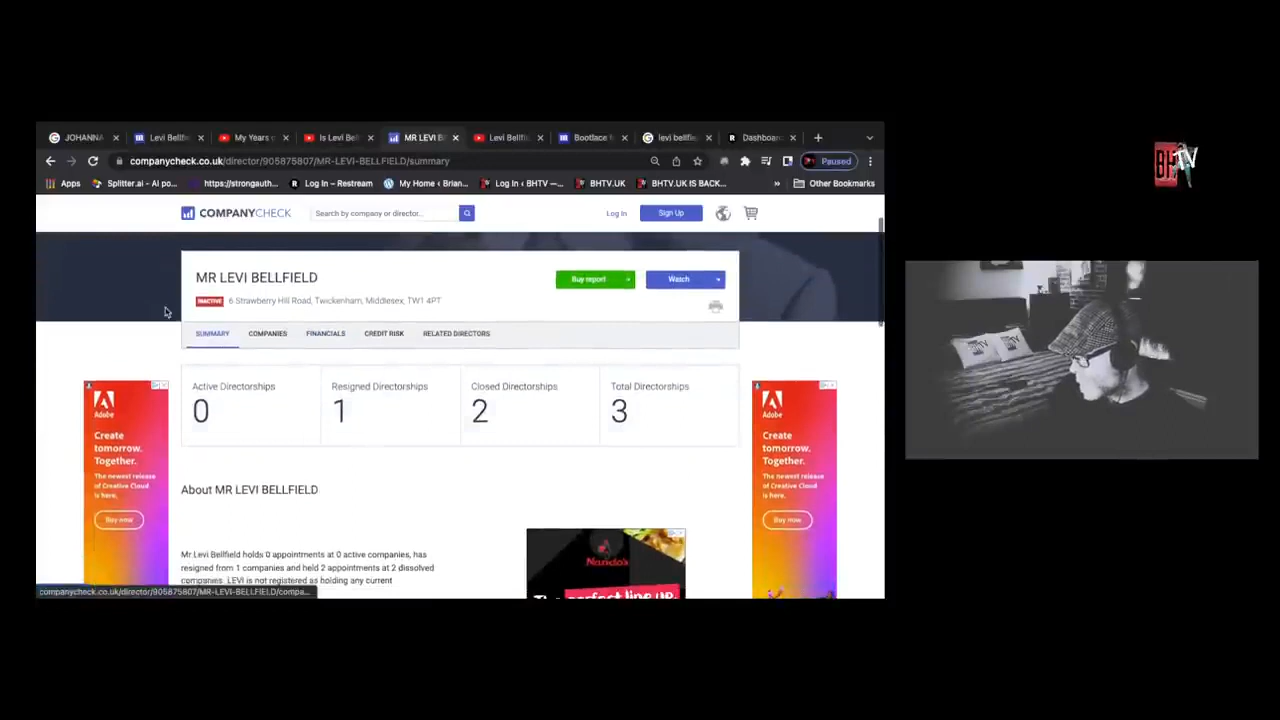 JOHANNA
Levi Bellfi
My Years
Is Levi Bel
MR LEVI B
Levi Bellfi
Bootlace
levi bellfie
Dashboard
companycheck.co.uk/director/905875807/MR-LEVI-BELLFIELD/summary
Paused
Apps
Splitter.ai - AI po...
https://strongauth...
Log In – Restream
My Home ‹ Brian...
Log In ‹ BHTV —...
BHTV.UK
BHTV.UK IS BACK...
»
Other Bookmarks
COMPANYCHECK
Search by company or director...
Log In
Sign Up
MR LEVI BELLFIELD
Buy report
Watch
INACTIVE 6 Strawberry Hill Road, Twickenham, Middlesex, TW1 4PT
SUMMARY COMPANIES FINANCIALS CREDIT RISK RELATED DIRECTORS
Active Directorships
0
Resigned Directorships
1
Closed Directorships
2
Total Directorships
3
Adobe
Create
tomorrow.
Together.
The newest release
of Creative Cloud
is here.
Buy now
Adobe
Create
tomorrow.
Together.
The newest release
of Creative Cloud
is here.
Buy now
About MR LEVI BELLFIELD
Mr Levi Bellfield holds 0 appointments at 0 active companies, has
resigned from 1 companies and held 2 appointments at 2 dissolved
companies. LEVI is not registered as holding any current
Nando's
perfect line up.
companycheck.co.uk/director/905875807/MR-LEVI-BELLFIELD/compa...
BHTV
BHTV
BHTV